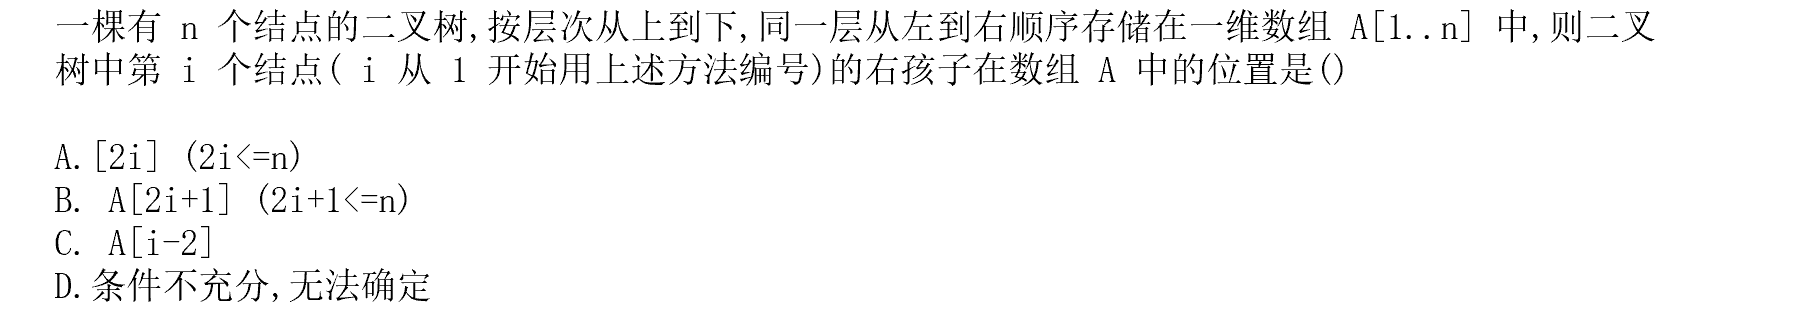 一棵有 n 个结点的二叉树,按层次从上到下,同一层从左到右顺序存储在一维数组 A[1..n] 中,则二叉
树中第 i 个结点( i 从 1 开始用上述方法编号)的右孩子在数组 A 中的位置是()
A.[2i] (2i<=n)
B. A[2i+1] (2i+1<=n)
C. A[i-2]
D.条件不充分,无法确定